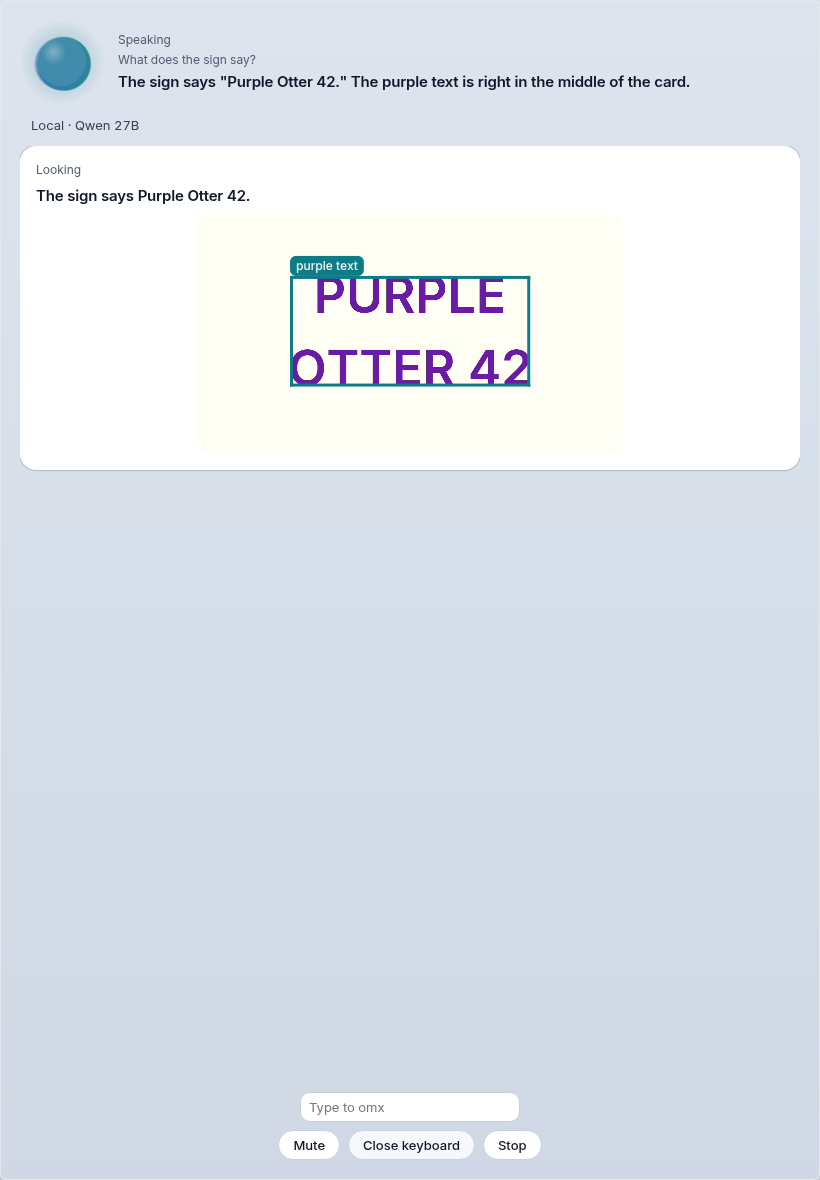 Speaking
What does the sign say?
The sign says "Purple Otter 42." The purple text is right in the middle of the card.
Local · Qwen 27B
Looking
The sign says Purple Otter 42.
purple text
PURPLE
OTTER 42
Type to omx
Mute
Close keyboard
Stop